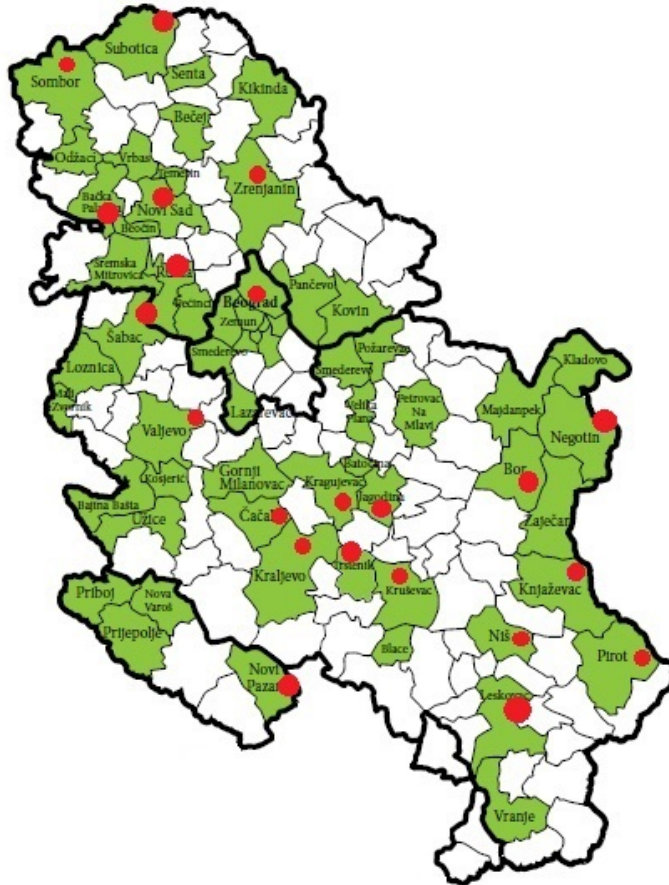 Subotica
Sombor
Senta
Kikinda
Bečej
Odžaci
Vrbas
Temerin
Zrenjanin
Bačka
Novi Sad
Beočin
Sremska
Mitrovica
Pećinci
Beograd
Pančevo
Kovin
Zemun
Šabac
Smederevo
Loznica
Mali
Zvornik
Požarevac
Smederevo
Kladovo
Velika
Plana
Petrovac
Na
Mlavi
Majdanpek
Negotin
Lazarevac
Valjevo
Kosjerić
Gornji
Milanovac
Batočina
Kragujevac
Jagodina
Bor
Bajina Bašta
Užice
Čačak
Zaječar
Kraljevo
Trstenik
Kruševac
Knjaževac
Priboj
Nova
Varoš
Prijepolje
Blace
Niš
Pirot
Novi
Pazar
Leskovac
Vranje